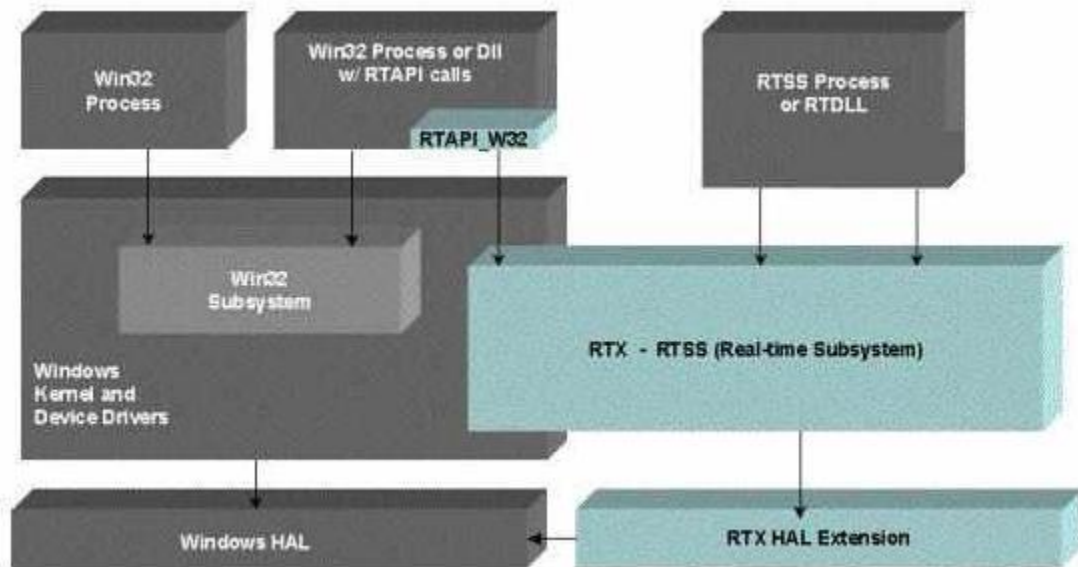 Win32
Process
Win32 Process or Dll
w/ RTAPI calls
RTAPI_W32
RTSS Process
or RTDLL
Win32
Subsystem
Windows
Kernel and
Device Drivers
RTX - RTSS (Real-time Subsystem)
Windows HAL
RTX HAL Extension